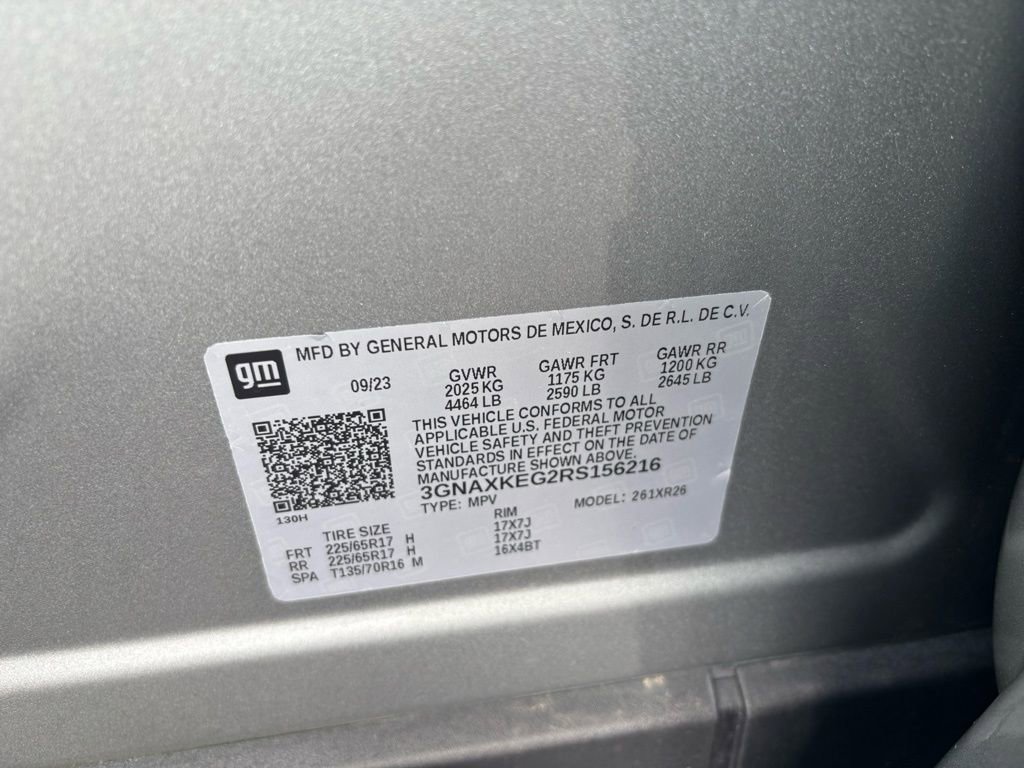 gm
MFD BY GENERAL MOTORS DE MEXICO, S. DE R.L. DE C.V.
09/23
GVWR
2025 KG
4464 LB
GAWR FRT
1175 KG
2590 LB
GAWR RR
1200 KG
2645 LB
THIS VEHICLE CONFORMS TO ALL
APPLICABLE U.S. FEDERAL MOTOR
VEHICLE SAFETY AND THEFT PREVENTION
STANDARDS IN EFFECT ON THE DATE OF
MANUFACTURE SHOWN ABOVE.
3GNAXKEG2RS156216
TYPE: MPV MODEL: 261XR26
130H
TIRE SIZE RIM
FRT 225/65R17 H 17X7J
RR 225/65R17 H 17X7J
SPA T135/70R16 M 16X4BT